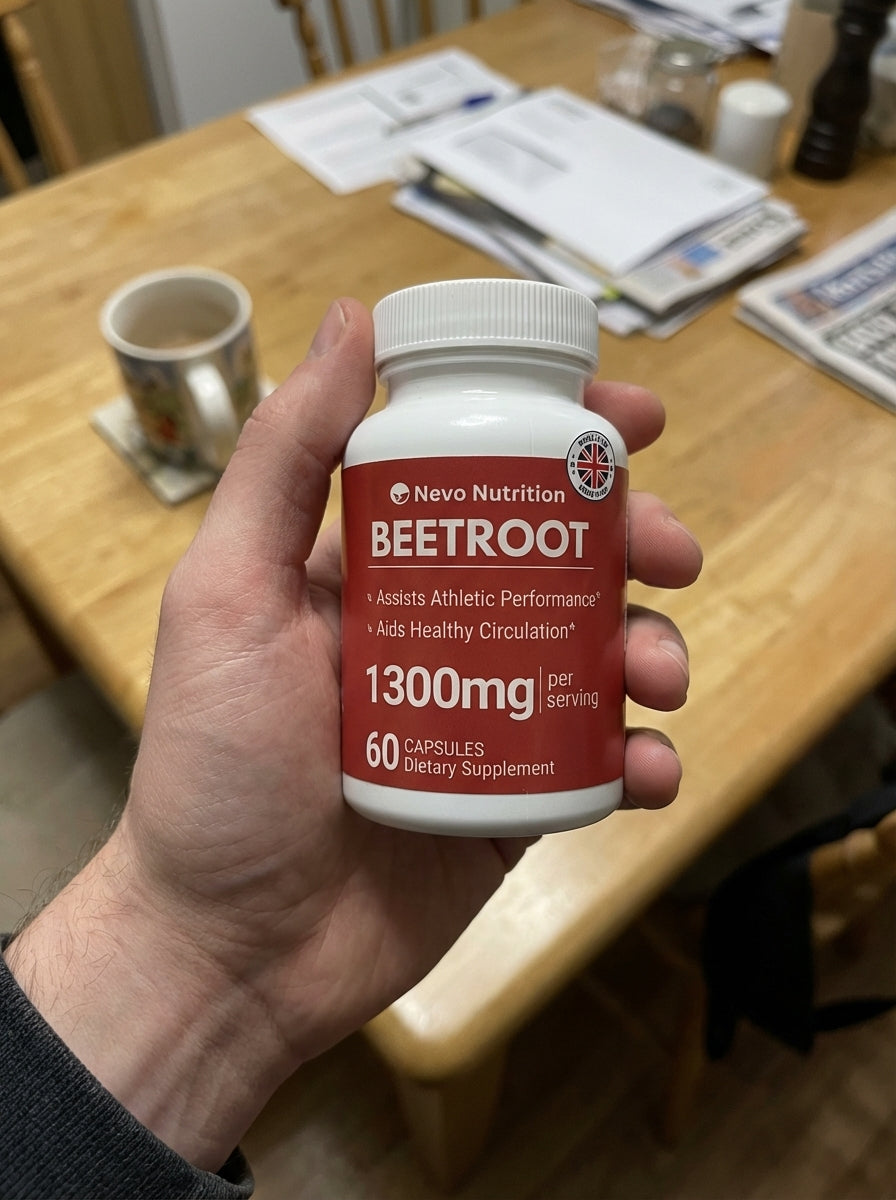 Nevo Nutrition
BEETROOT
Assists Athletic Performance
Aids Healthy Circulation
1300mg
per
serving
60
CAPSULES
Dietary Supplement